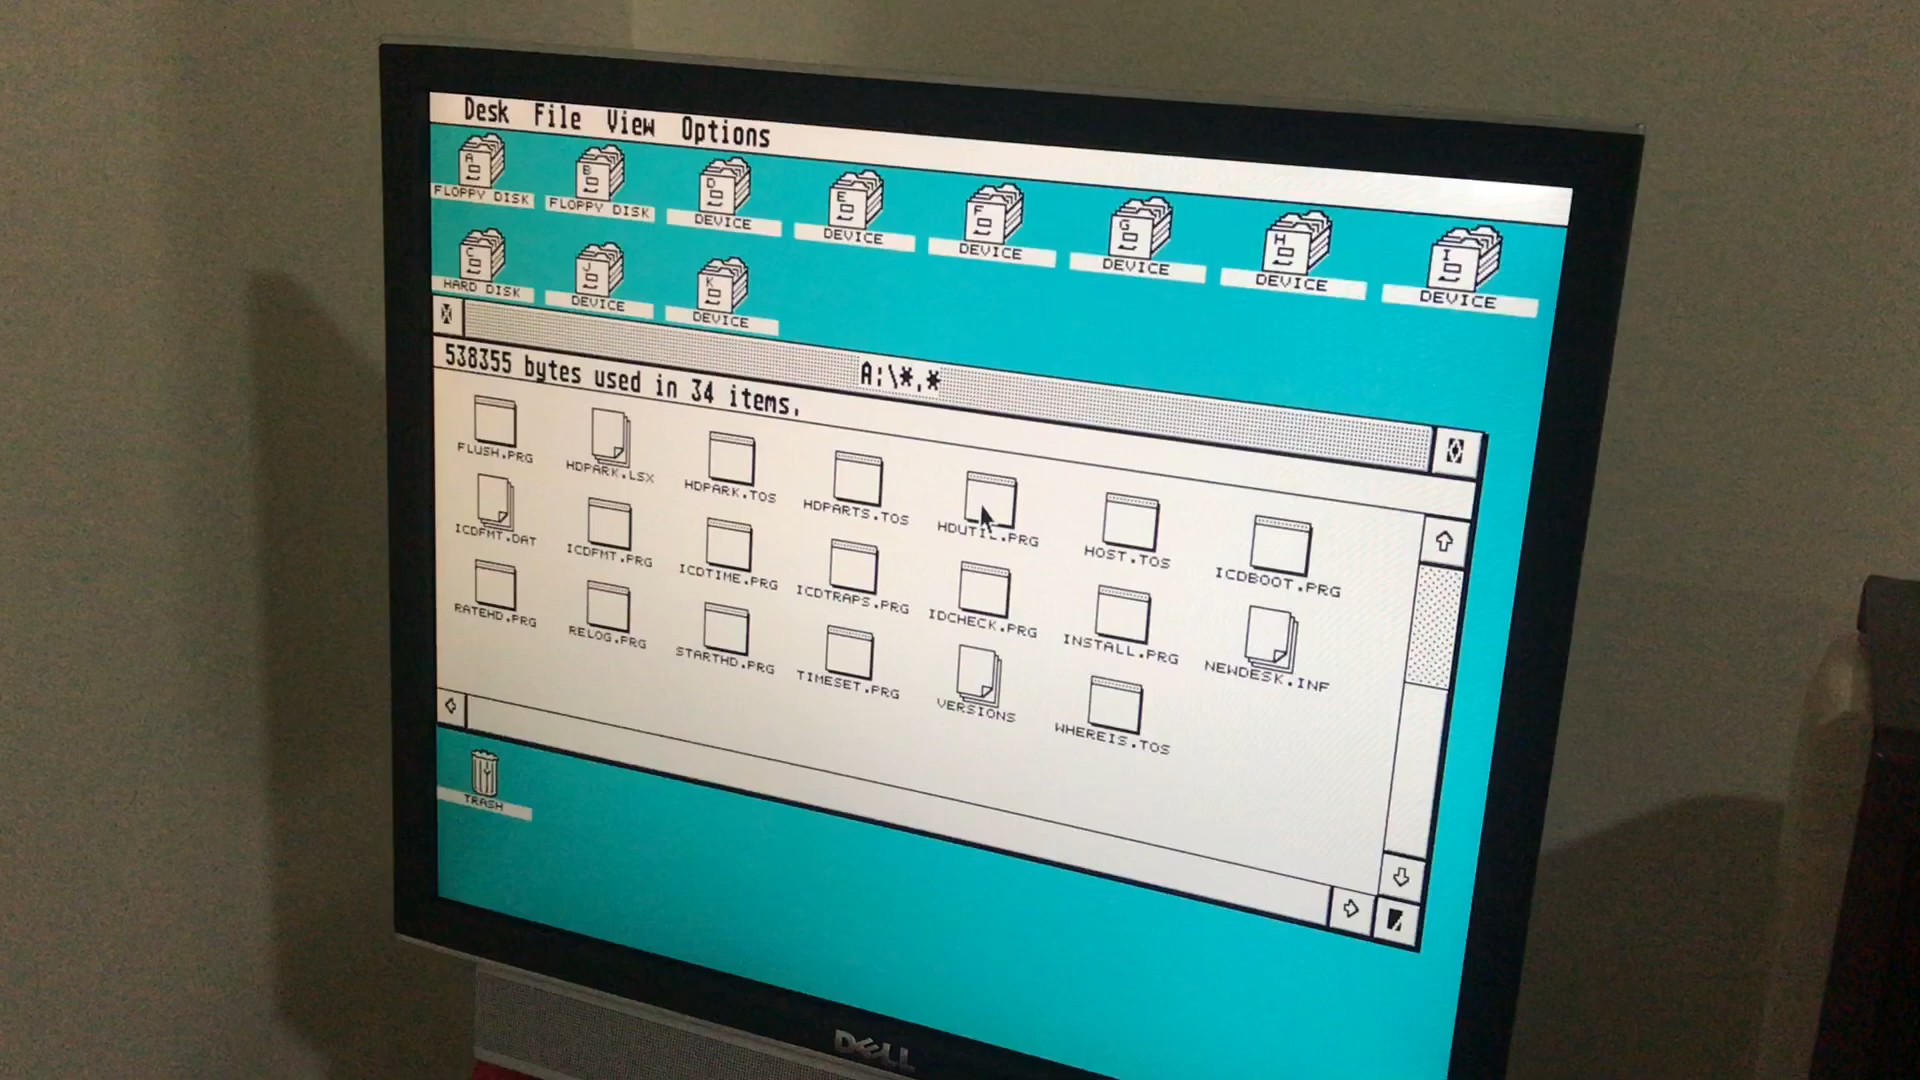 Desk File View Options
A B D E F G H I
FLOPPY DISK FLOPPY DISK DEVICE DEVICE DEVICE DEVICE DEVICE DEVICE
C J K
HARD DISK DEVICE DEVICE
A:\*.*
538355 bytes used in 34 items.
FLUSH.PRG HDPARK.LSX HDPARK.TOS HDPARTS.TOS HDUTIL.PRG HOST.TOS ICDBOOT.PRG
ICDFMT.DAT ICDFMT.PRG ICDTIME.PRG ICDTRAPS.PRG IDCHECK.PRG INSTALL.PRG NEWDESK.INF
RATEHD.PRG RELOG.PRG STARTHD.PRG TIMESET.PRG VERSIONS WHEREIS.TOS
TRASH
DELL